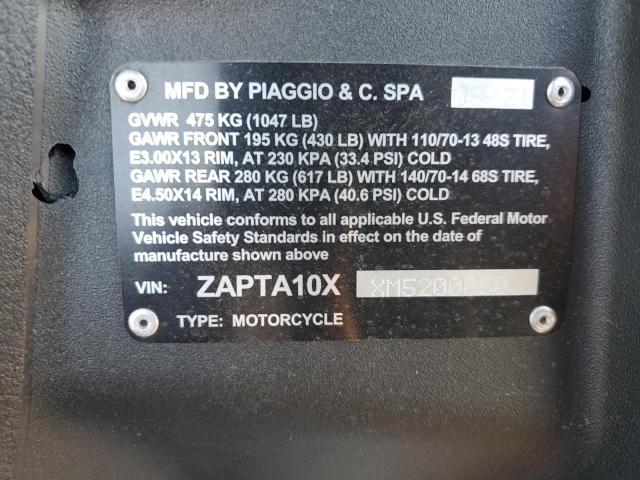 MFD BY PIAGGIO & C. SPA
GVWR 475 KG (1047 LB)
GAWR FRONT 195 KG (430 LB) WITH 110/70-13 48S TIRE,
E3.00X13 RIM, AT 230 KPA (33.4 PSI) COLD
GAWR REAR 280 KG (617 LB) WITH 140/70-14 68S TIRE,
E4.50X14 RIM, AT 280 KPA (40.6 PSI) COLD
This vehicle conforms to all applicable U.S. Federal Motor
Vehicle Safety Standards in effect on the date of
manufacture shown above
VIN: ZAPTA10X
TYPE: MOTORCYCLE